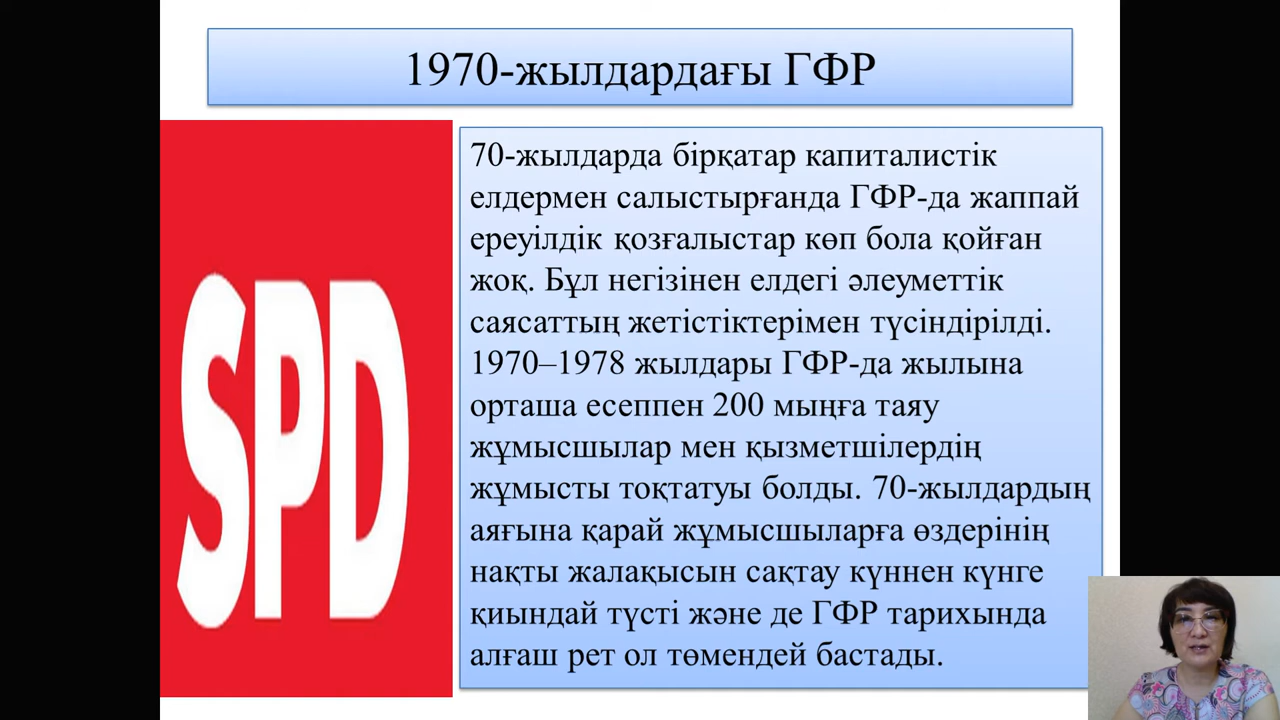 1970-жылдардағы ГФР
SPD
70-жылдарда бірқатар капиталистік
елдермен салыстырғанда ГФР-да жаппай
ереуілдік қозғалыстар көп бола қойған
жоқ. Бұл негізінен елдегі әлеуметтік
саясаттың жетістіктерімен түсіндірілді.
1970–1978 жылдары ГФР-да жылына
орташа есеппен 200 мыңға таяу
жұмысшылар мен қызметшілердің
жұмысты тоқтатуы болды. 70-жылдардың
аяғына қарай жұмысшыларға өздерінің
нақты жалақысын сақтау күннен күнге
қиындай түсті және де ГФР тарихында
алғаш рет ол төмендей бастады.